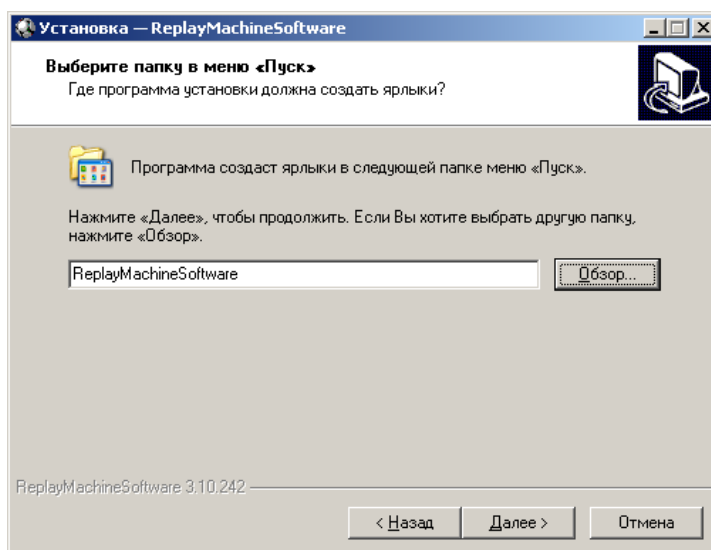 Установка — ReplayMachineSoftware
Выберите папку в меню «Пуск»
Где программа установки должна создать ярлыки?
Программа создаст ярлыки в следующей папке меню «Пуск».
Нажмите «Далее», чтобы продолжить. Если Вы хотите выбрать другую папку,
нажмите «Обзор».
ReplayMachineSoftware
Обзор...
ReplayMachineSoftware 3.10.242
< Назад
Далее >
Отмена